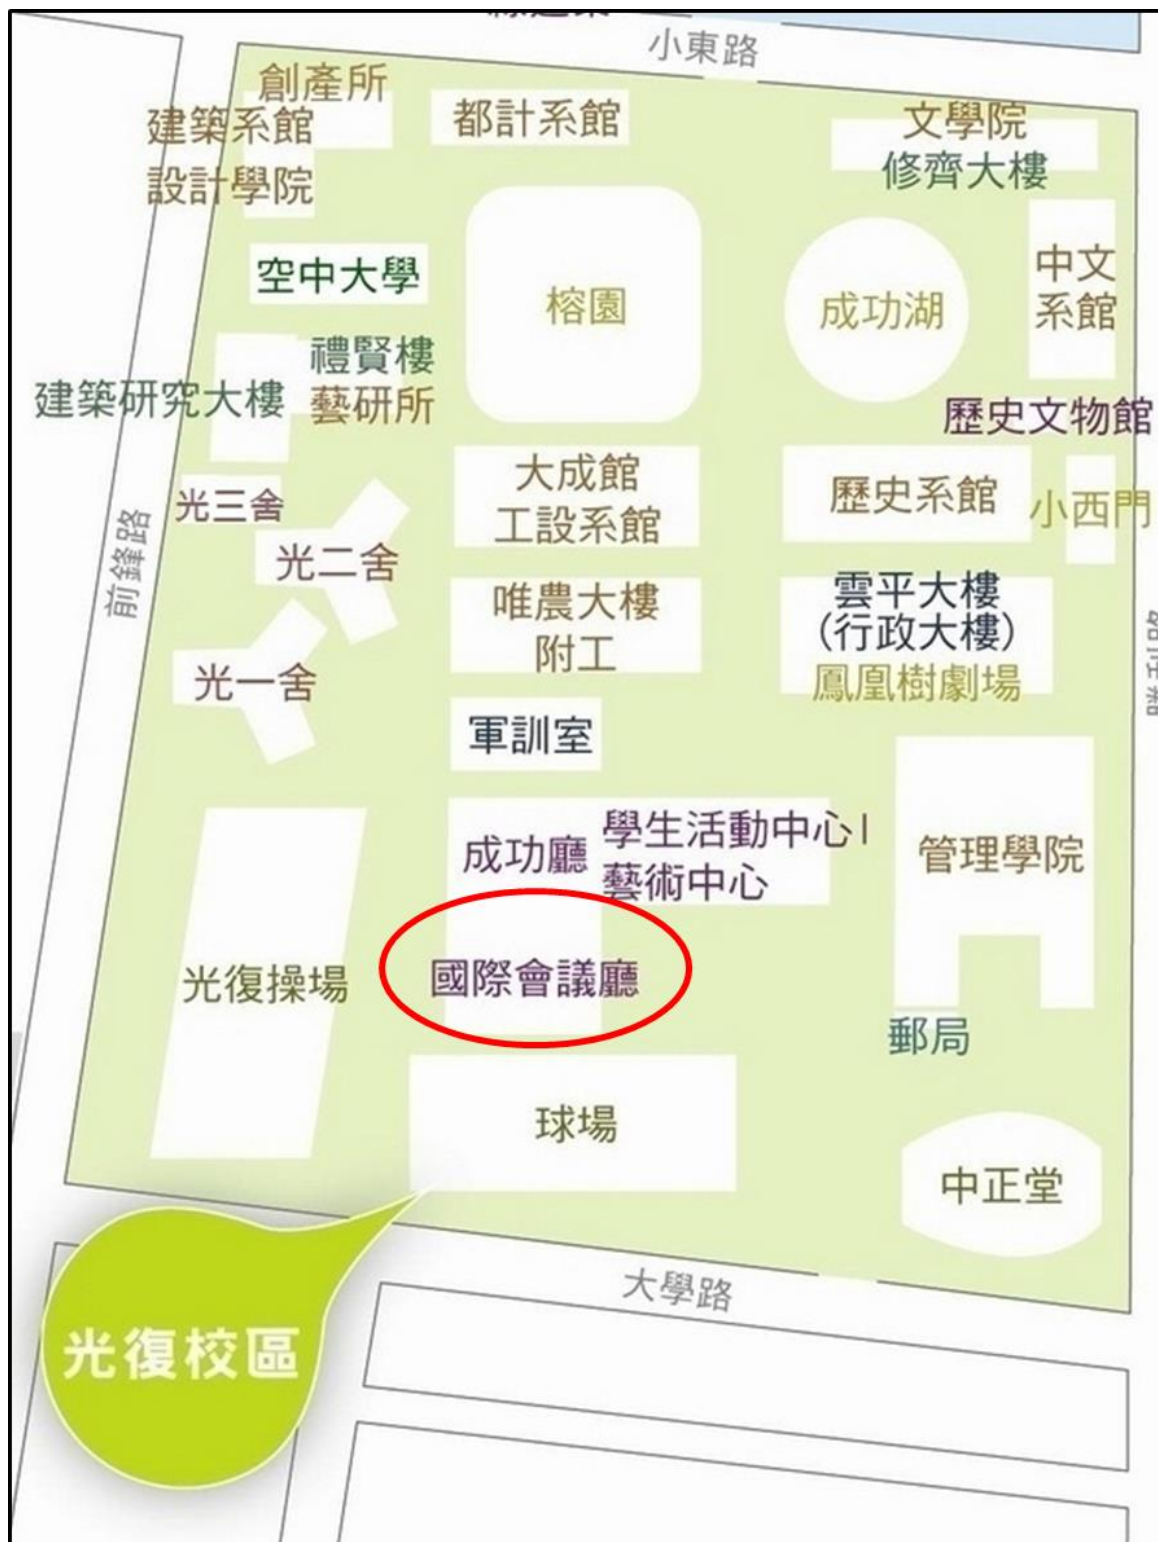 小東路
創產所
建築系館
設計學院
都計系館
文學院
修齊大樓
空中大學
榕園
成功湖
中文
系館
禮賢樓
藝研所
建築研究大樓
歷史文物館
大成館
工設系館
歷史系館
小西門
光三舍
光二舍
前鋒路
唯農大樓
附工
雲平大樓
(行政大樓)
鳳凰樹劇場
光一舍
軍訓室
成功廳
學生活動中心I
藝術中心
管理學院
光復操場
國際會議廳
郵局
球場
中正堂
大學路
光復校區